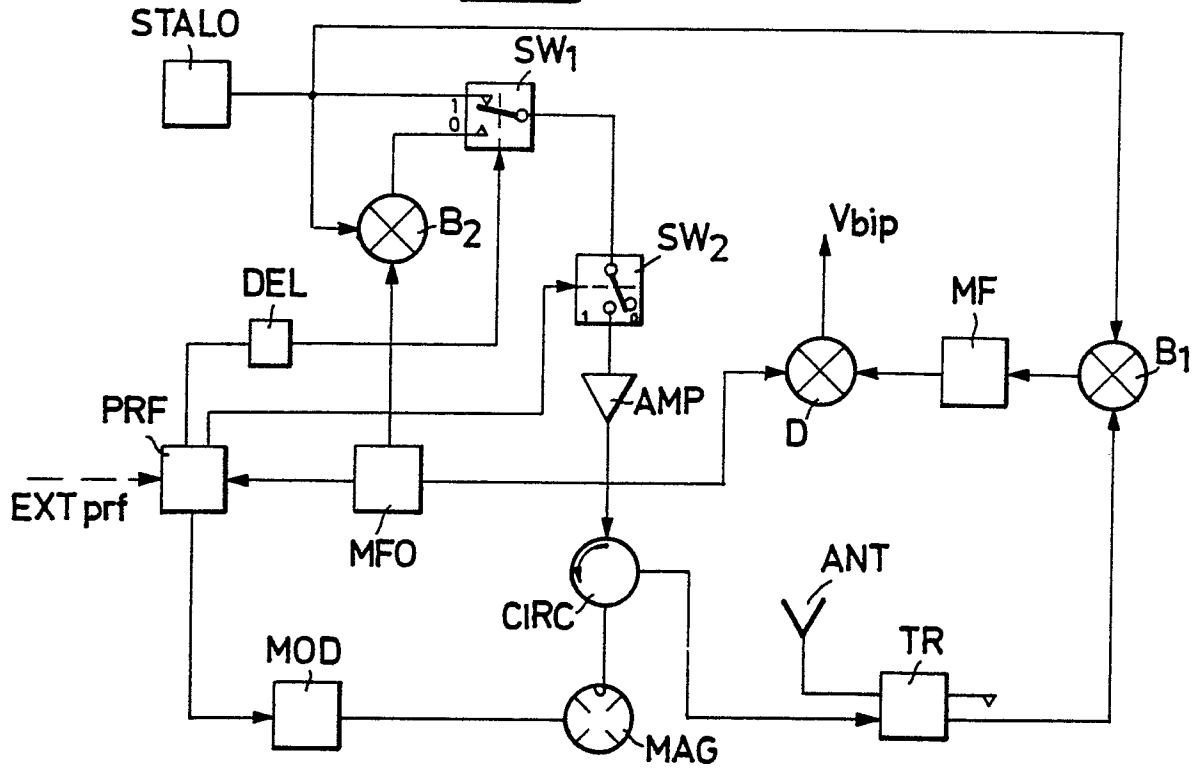 STALO
SW1
1
0
B2
SW2
Vbip
DEL
MF
1 0
B1
PRF
AMP
D
EXT prf
MFO
ANT
CIRC
MOD
TR
MAG